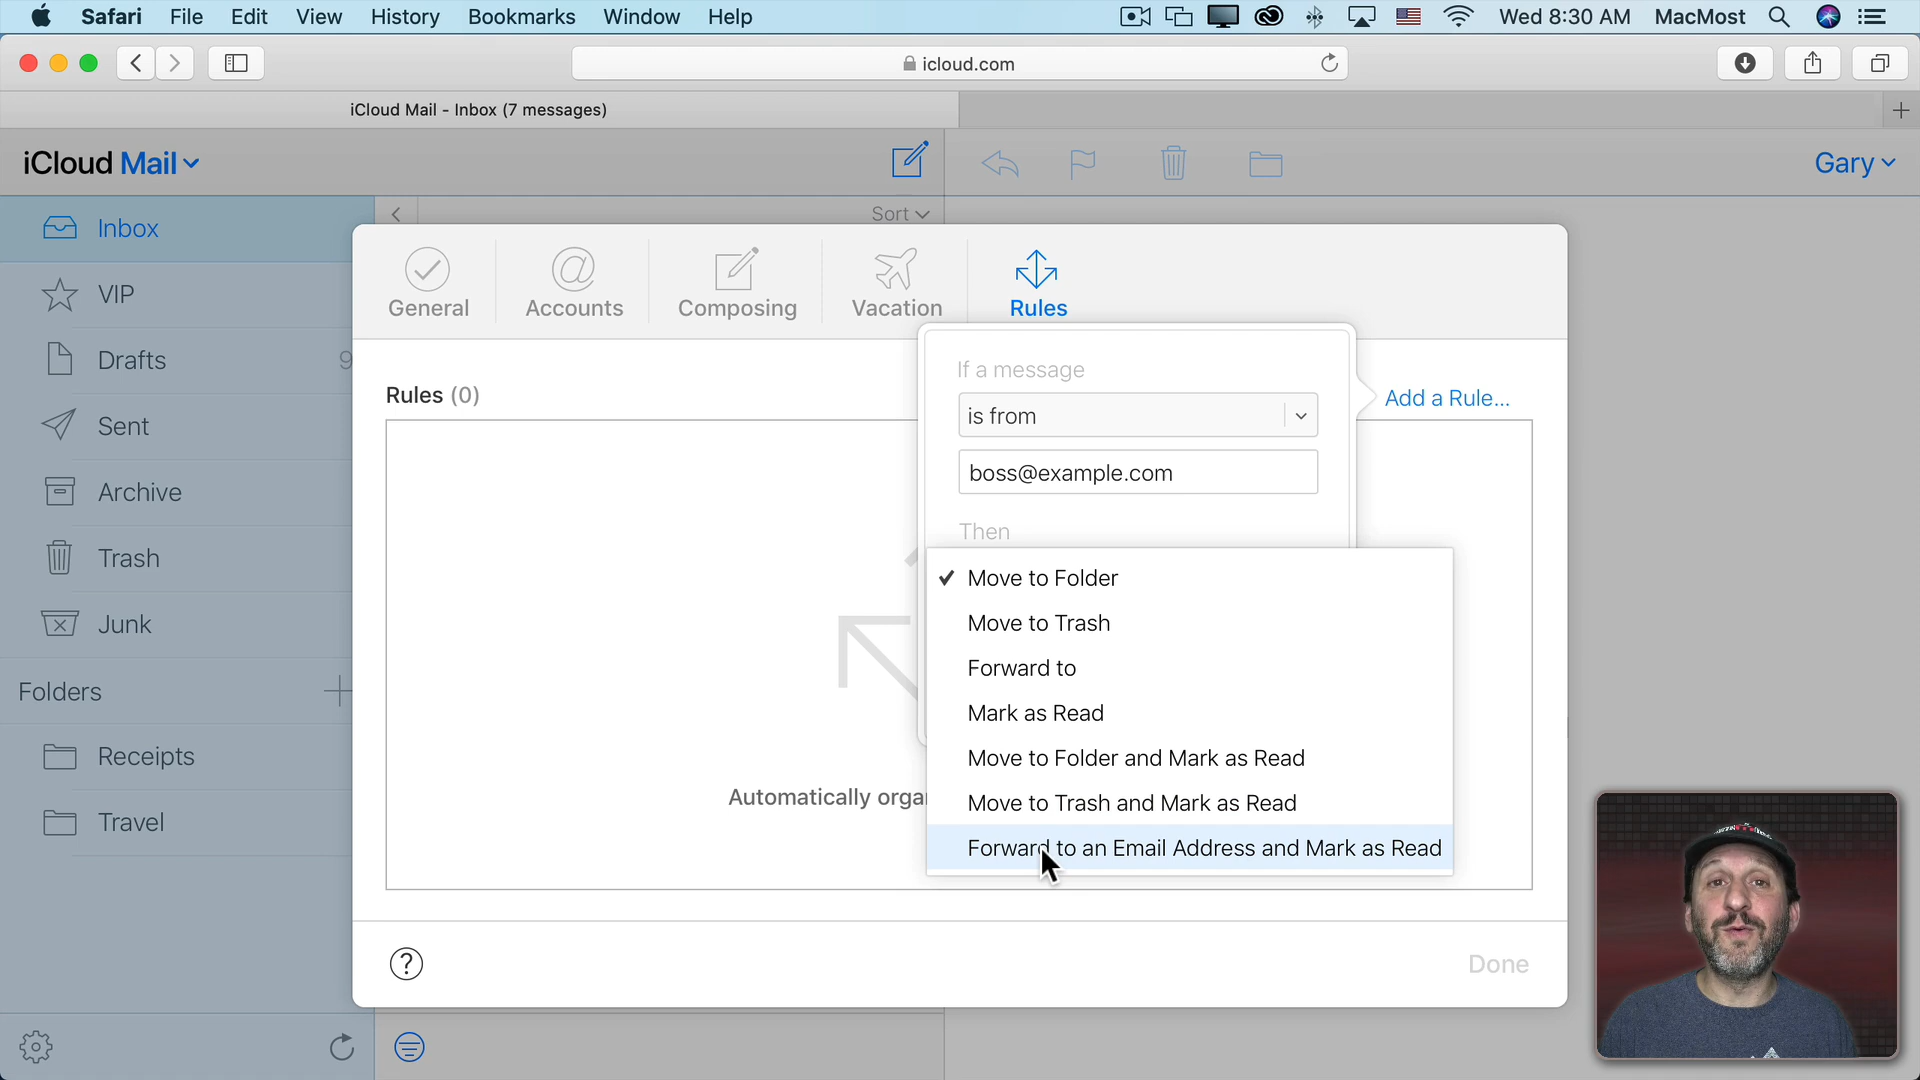 Safari File Edit View History Bookmarks Window Help Wed 8:30 AM MacMost
icloud.com
iCloud Mail - Inbox (7 messages)
iCloud Mail
Gary
Sort
Inbox
VIP
Drafts 9
Sent
Archive
Trash
Junk
Folders
Receipts
Travel
General Accounts Composing Vacation Rules
Rules (0)
Add a Rule...
If a message
is from
boss@example.com
Then
✓ Move to Folder
Move to Trash
Forward to
Mark as Read
Move to Folder and Mark as Read
Move to Trash and Mark as Read
Forward to an Email Address and Mark as Read
Automatically
?
Done